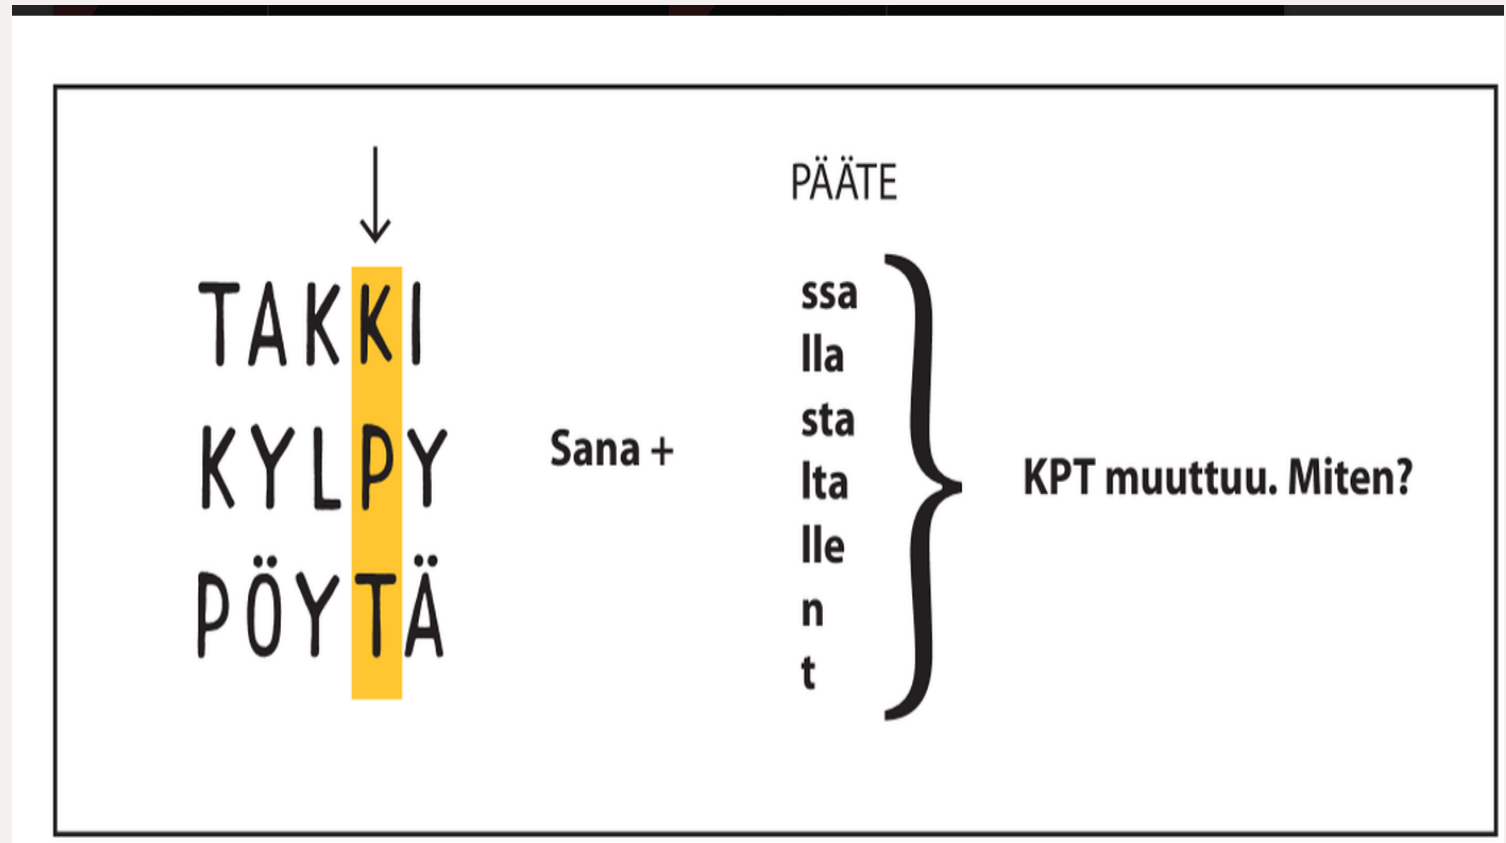 PÄÄTE
TAKKI
KYLPY
PÖYTÄ
Sana +
ssa
lla
sta
lta
lle
n
t
KPT muuttuu. Miten?